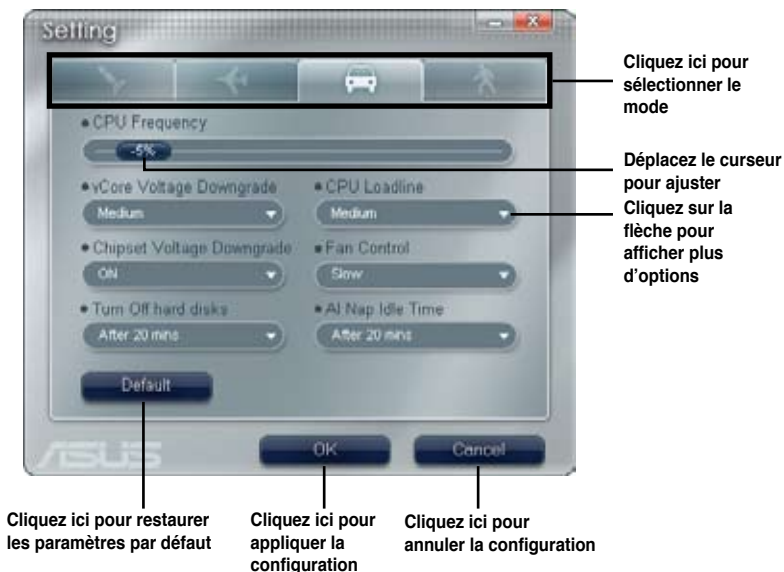 Setting
Cliquez ici pour
sélectionner le
mode
CPU Frequency
-5%
Déplacez le curseur
pour ajuster
vCore Voltage Downgrade
CPU Loadline
Medium
Medium
Cliquez sur la
flèche pour
afficher plus
d'options
Chipset Voltage Downgrade
Fan Control
ON
Slow
Turn Off hard disks
AI Nap Idle Time
After 20 mins
After 20 mins
Default
ASUS
OK
Cancel
Cliquez ici pour restaurer
les paramètres par défaut
Cliquez ici pour
appliquer la
configuration
Cliquez ici pour
annuler la configuration